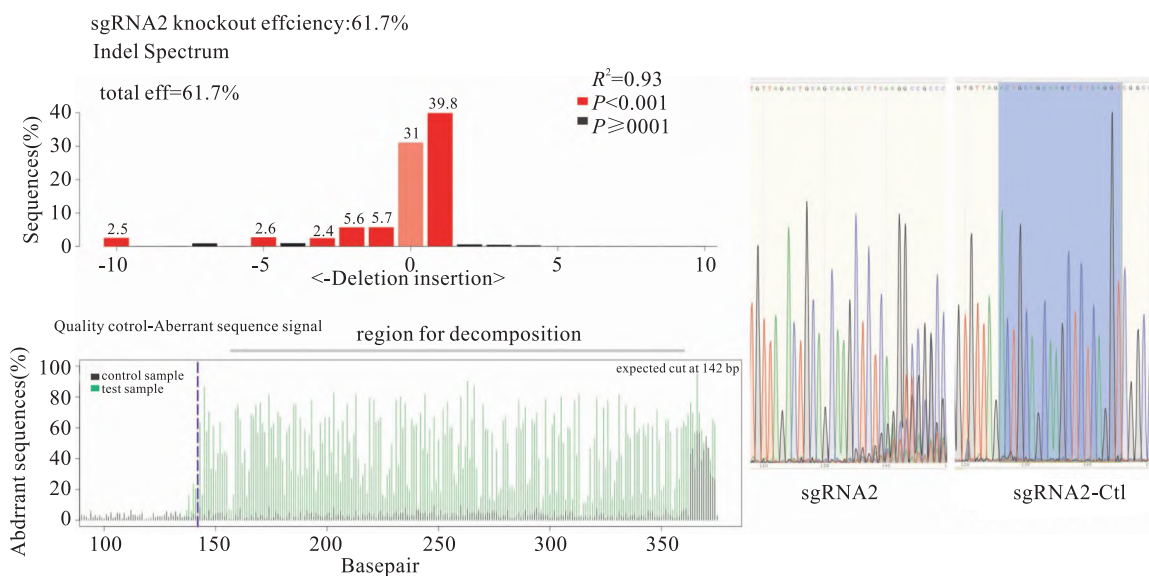 sgRNA2 knockout effciency:61.7%
Indel Spectrum
total eff=61.7%
R²=0.93
P<0.001
P≥0001
Sequences(%)
40
30
20
10
0
2.5
2.6
2.4
5.6
5.7
31
39.8
-10
-5
0.
5
10
<-Deletion insertion>
Quality cotrol-Aberrant sequence signal
region for decomposition
expected cut at 142 bp
control sample
test sample
Abdrrant sequences(%)
100
80
60
40
20
0
100
150
200
250
300
350
Basepair
sgRNA2
sgRNA2-Ctl